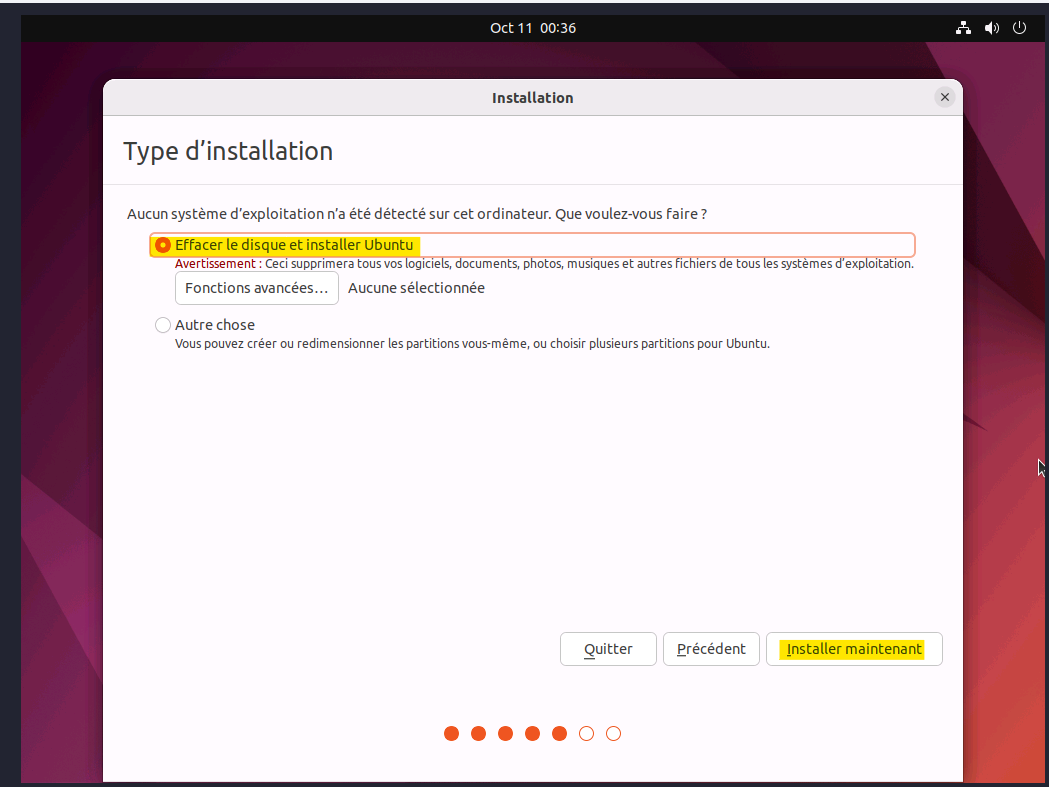 Oct 11 00:36
Installation
Type d’installation
Aucun système d’exploitation n’a été détecté sur cet ordinateur. Que voulez-vous faire ?
Effacer le disque et installer Ubuntu
Avertissement : Ceci supprimera tous vos logiciels, documents, photos, musiques et autres fichiers de tous les systèmes d’exploitation.
Fonctions avancées… Aucune sélectionnée
Autre chose
Vous pouvez créer ou redimensionner les partitions vous-même, ou choisir plusieurs partitions pour Ubuntu.
Quitter Précédent Installer maintenant